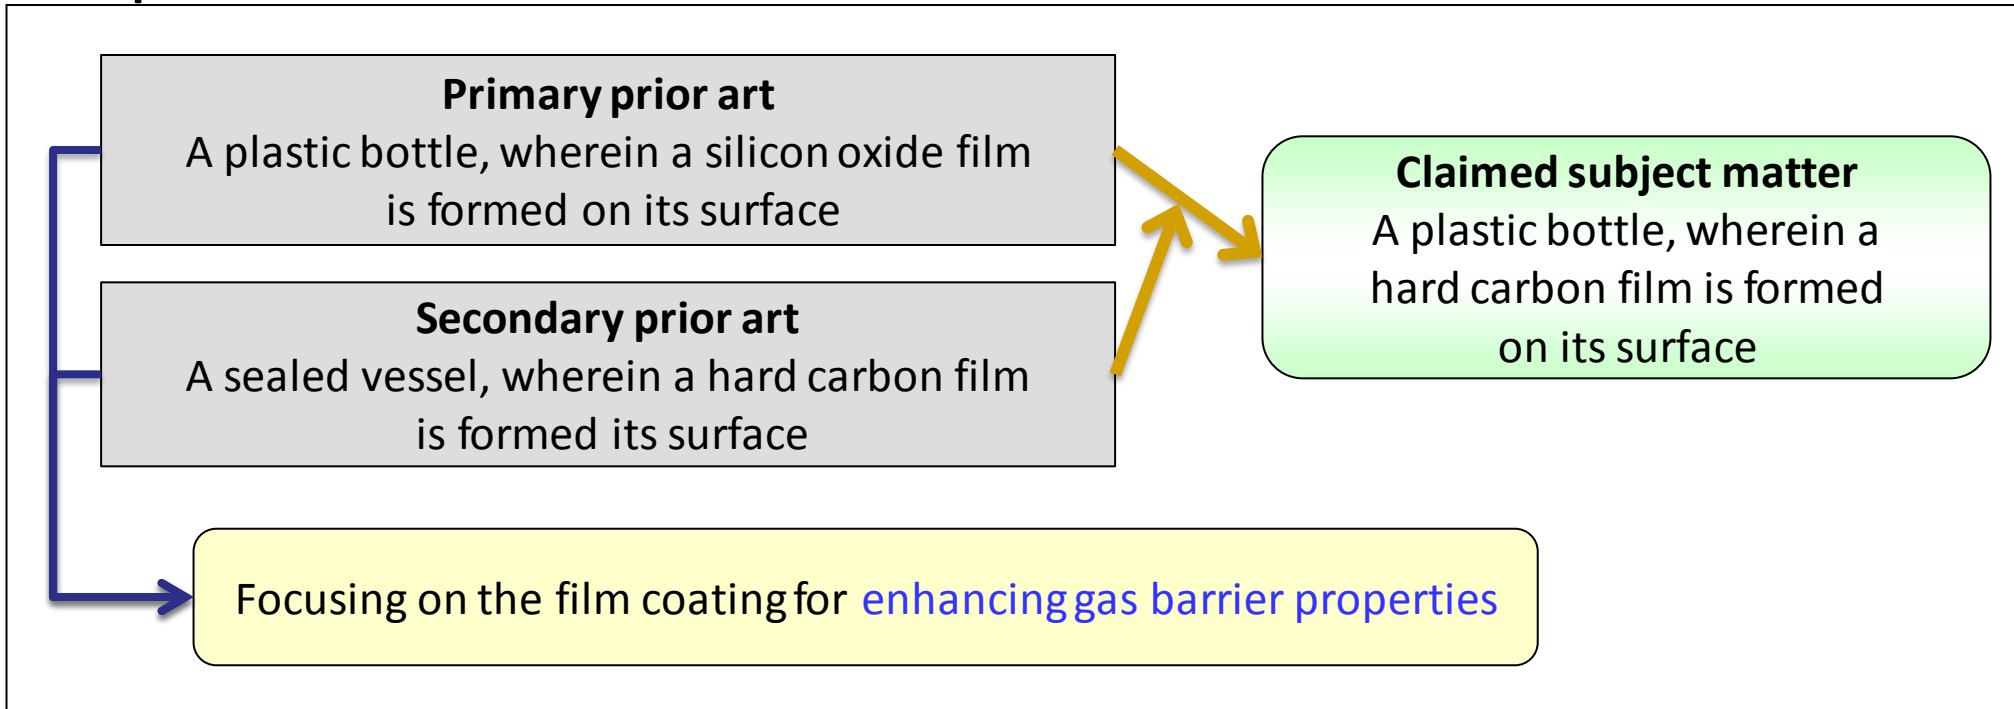 Primary prior art
A plastic bottle, wherein a silicon oxide film
is formed on its surface
Secondary prior art
A sealed vessel, wherein a hard carbon film
is formed its surface
Claimed subject matter
A plastic bottle, wherein a
hard carbon film is formed
on its surface
Focusing on the film coating for enhancing gas barrier properties